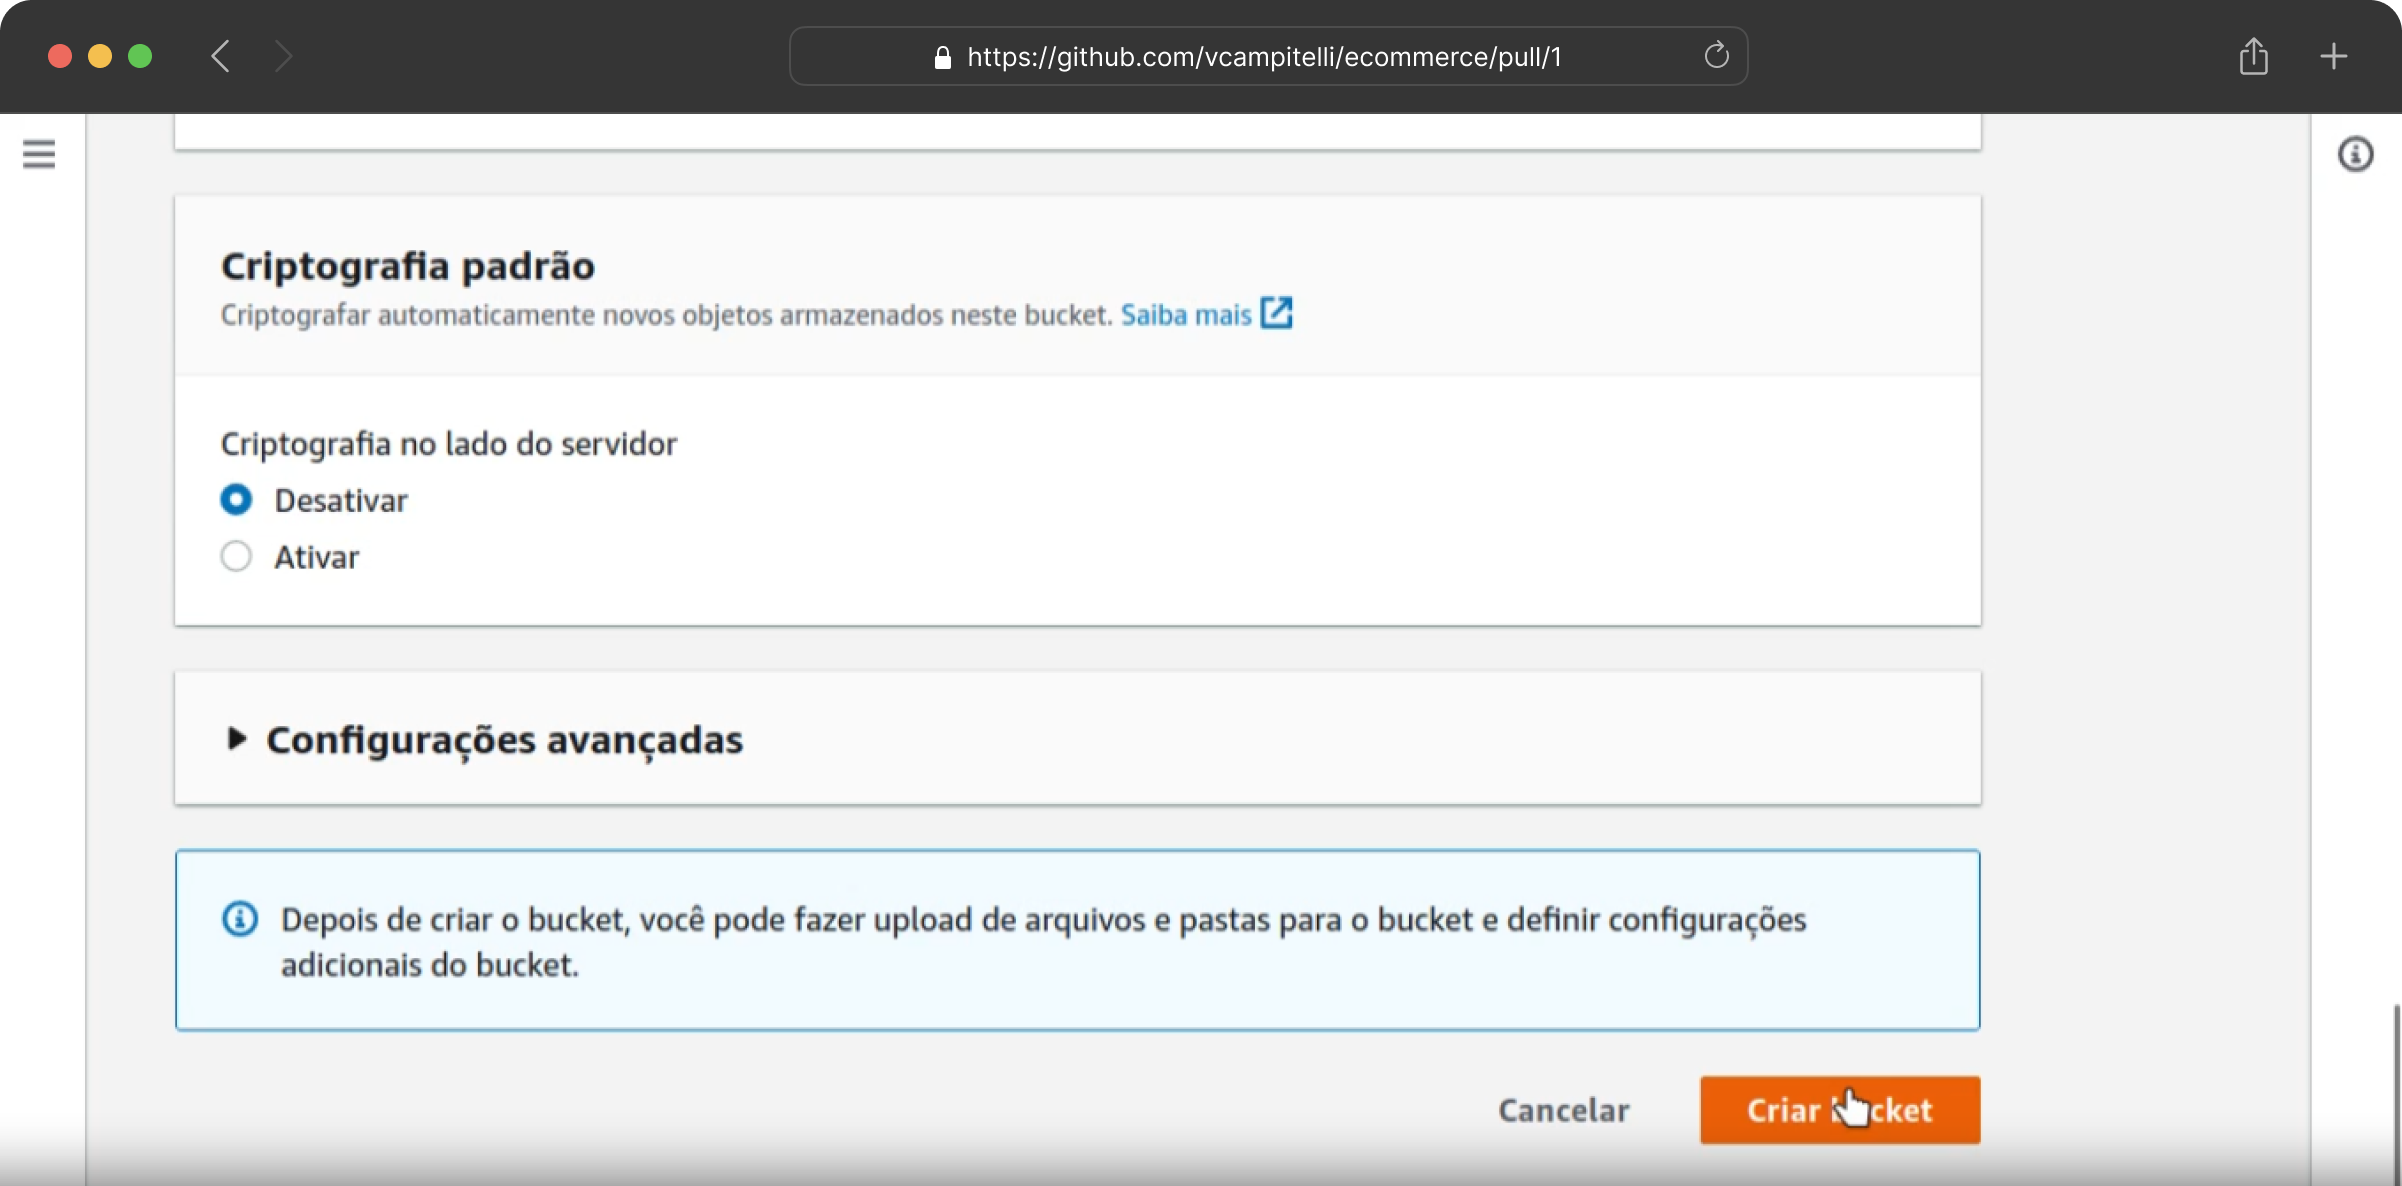 https://github.com/vcampitelli/ecommerce/pull/1
Criptografia padrão
Criptografar automaticamente novos objetos armazenados neste bucket. Saiba mais
Criptografia no lado do servidor
Desativar
Ativar
Configurações avançadas
Depois de criar o bucket, você pode fazer upload de arquivos e pastas para o bucket e definir configurações
adicionais do bucket.
Cancelar
Criar bucket